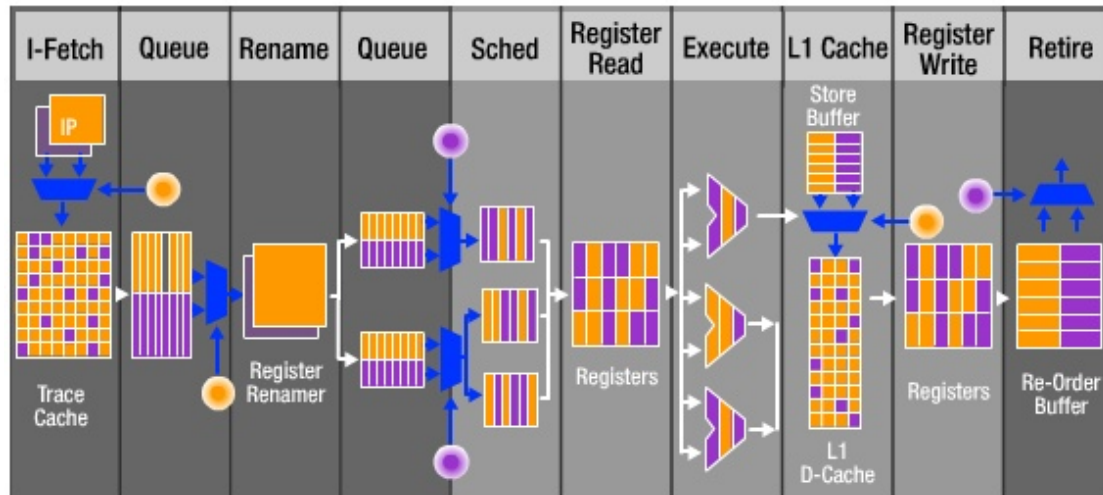 I-Fetch
Queue
Rename
Queue
Sched
Register
Read
Execute
L1 Cache
Register
Write
Retire
IP
Store
Buffer
Trace
Cache
Register
Renamer
Registers
L1
D-Cache
Registers
Re-Order
Buffer